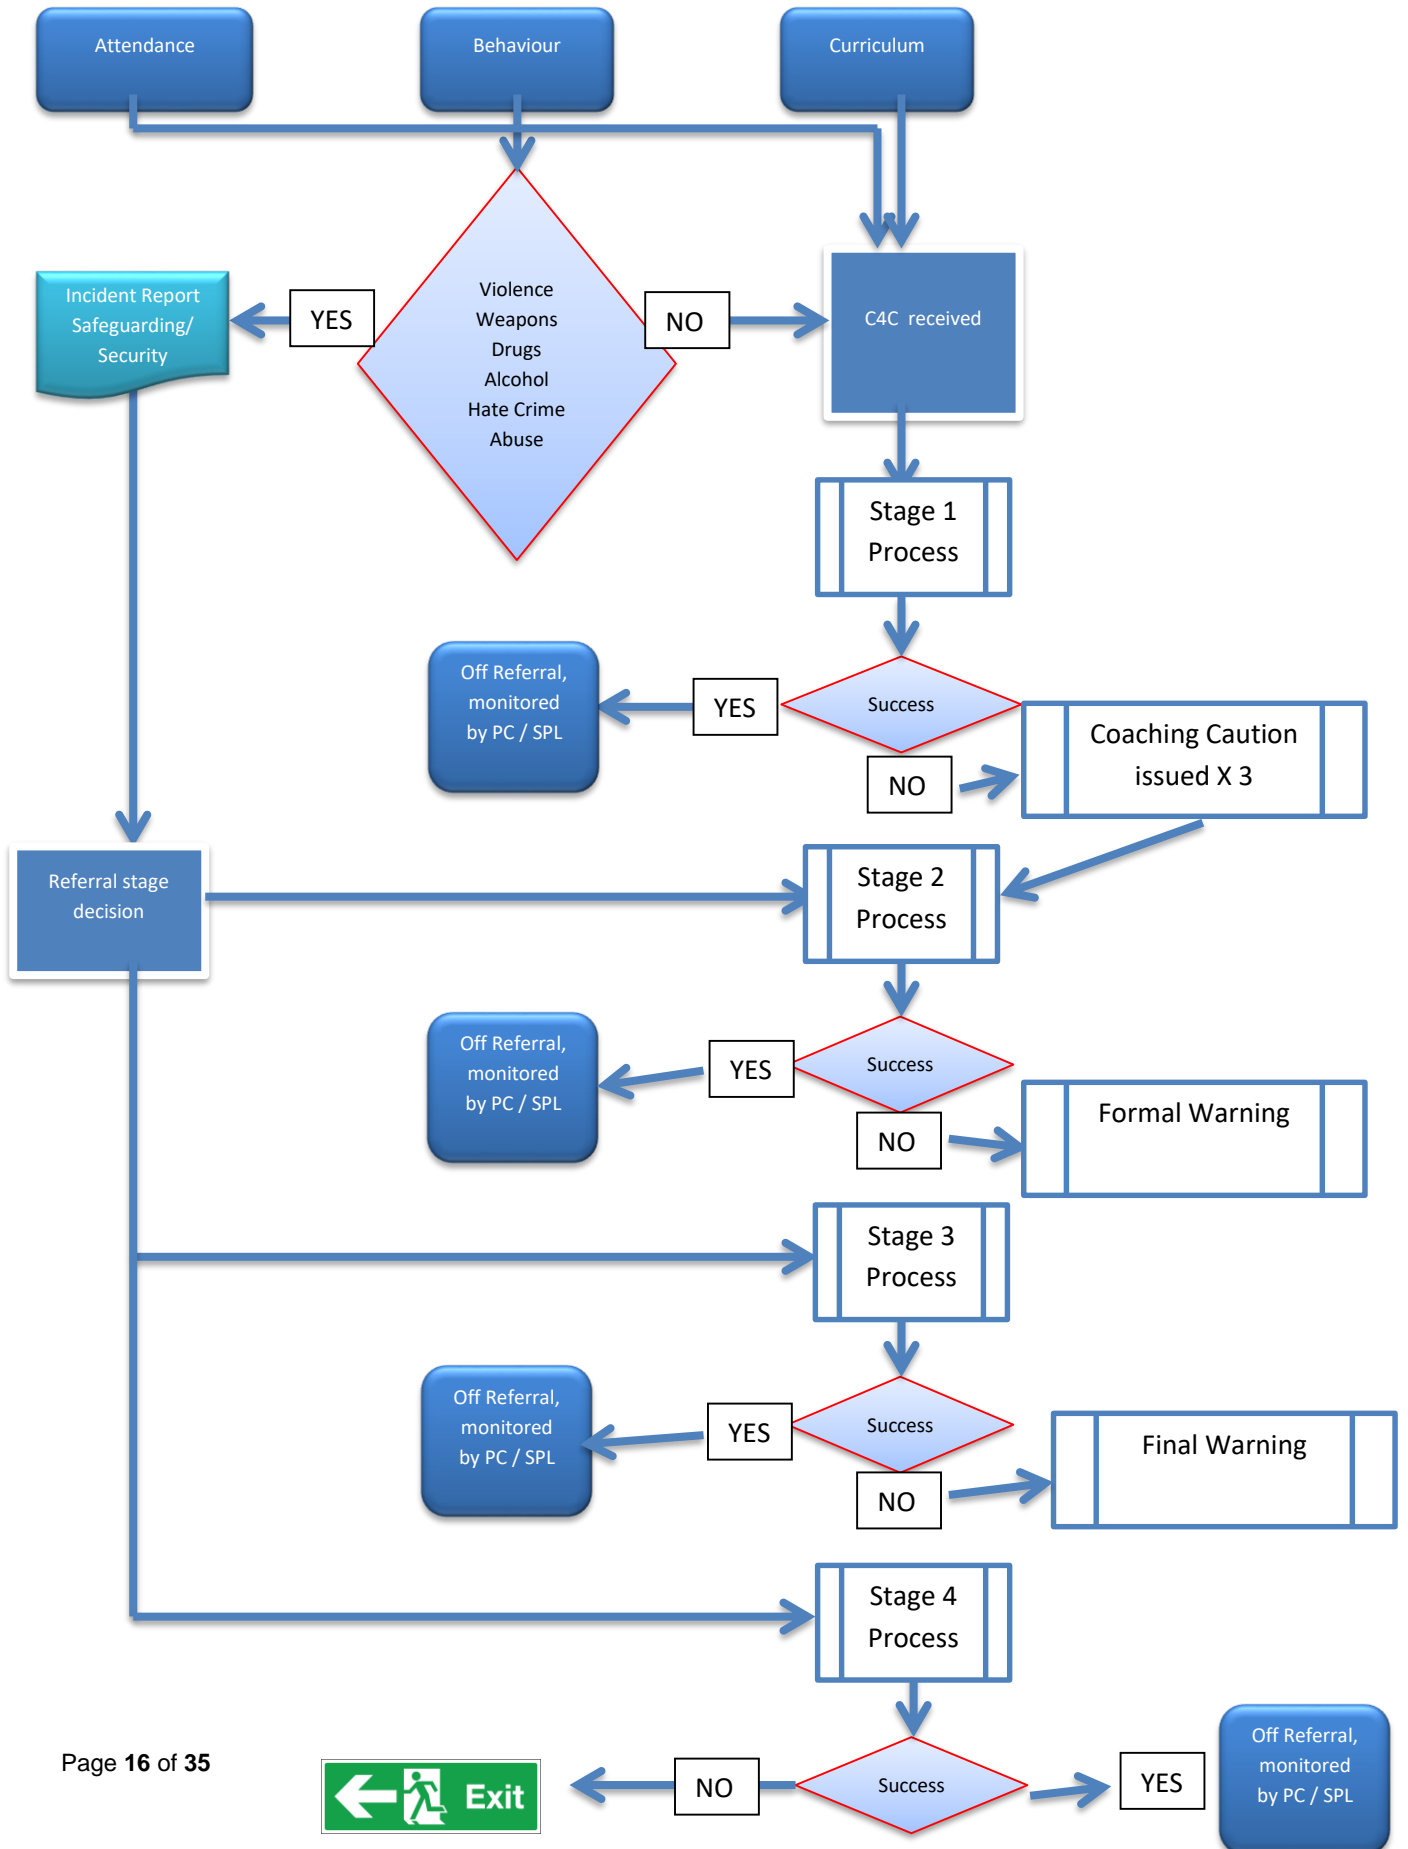 Attendance
Behaviour
Curriculum
Violence
Weapons
Drugs
Alcohol
Hate Crime
Abuse
Incident Report
Safeguarding/
Security
YES
NO
C4C received
Stage 1
Process
Off Referral,
monitored
by PC / SPL
YES
Success
NO
Coaching Caution
issued X 3
Referral stage
decision
Stage 2
Process
Off Referral,
monitored
by PC / SPL
YES
Success
NO
Formal Warning
Stage 3
Process
Off Referral,
monitored
by PC / SPL
YES
Success
NO
Final Warning
Stage 4
Process
Page 16 of 35
Exit
NO
Success
YES
Off Referral,
monitored
by PC / SPL